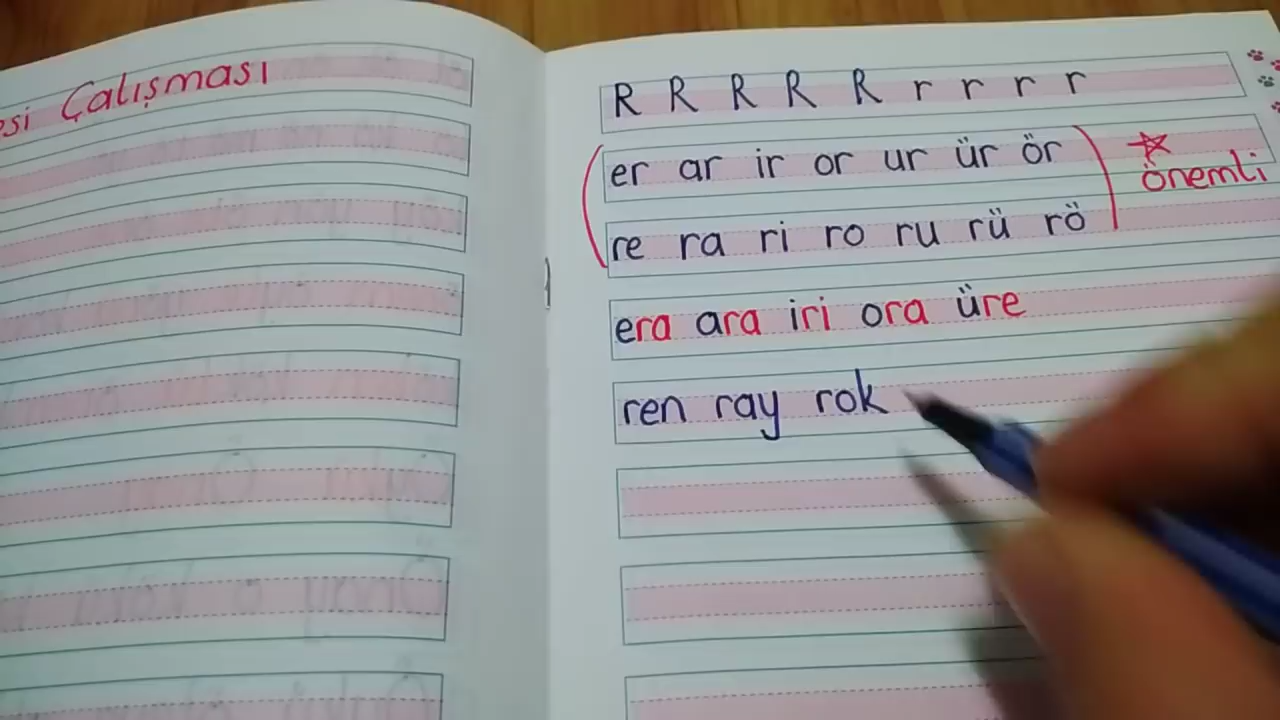 Çalışması
R R R R R r r r r
er ar ir or ur ür ör
önemli
re ra ri ro ru rü rö
era ara iri ora üre
ren ray rok